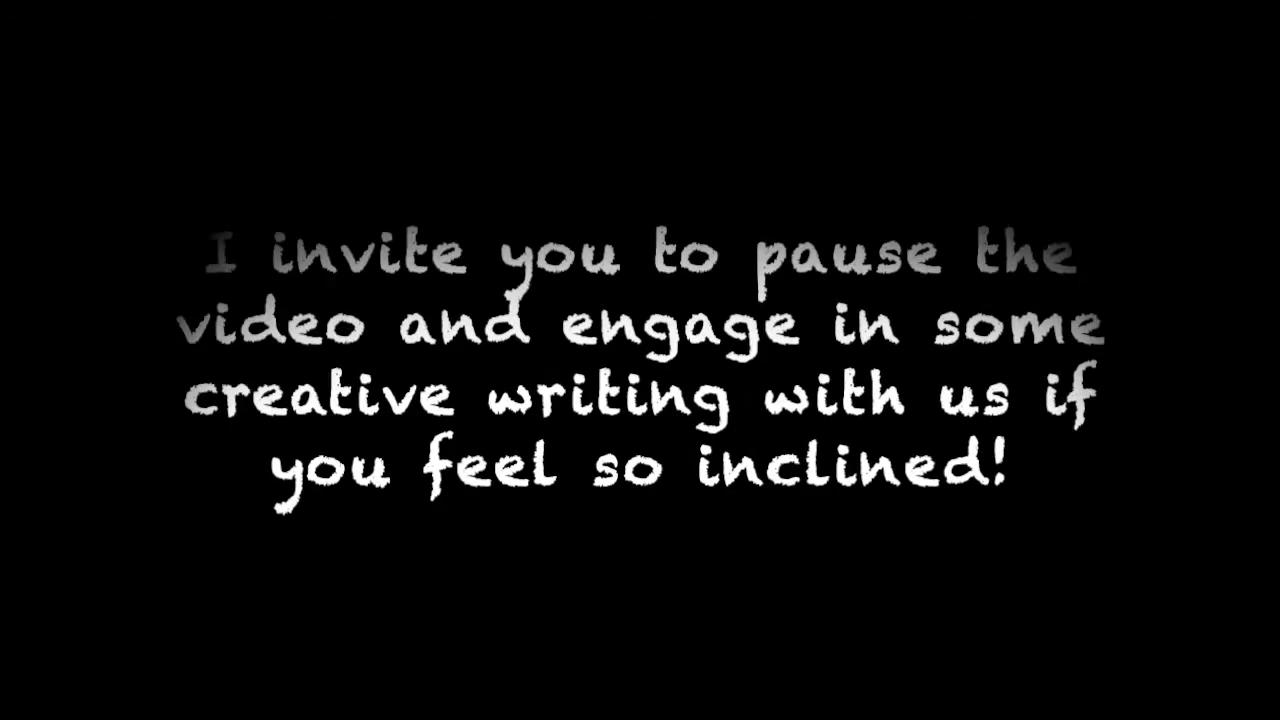 I invite you to pause the
video and engage in some
creative writing with us if
you feel so inclined!